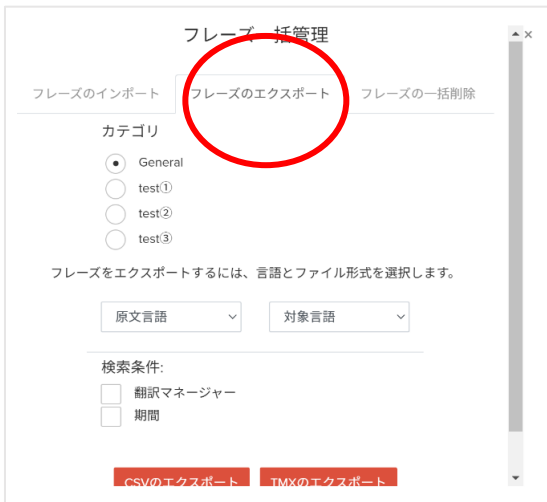 フレーズ一括管理
×
フレーズのインポート フレーズのエクスポート フレーズの一括削除
カテゴリ
General
test①
test②
test③
フレーズをエクスポートするには、言語とファイル形式を選択します。
原文言語 対象言語
検索条件:
翻訳マネージャー
期間
CSVのエクスポート TMXのエクスポート